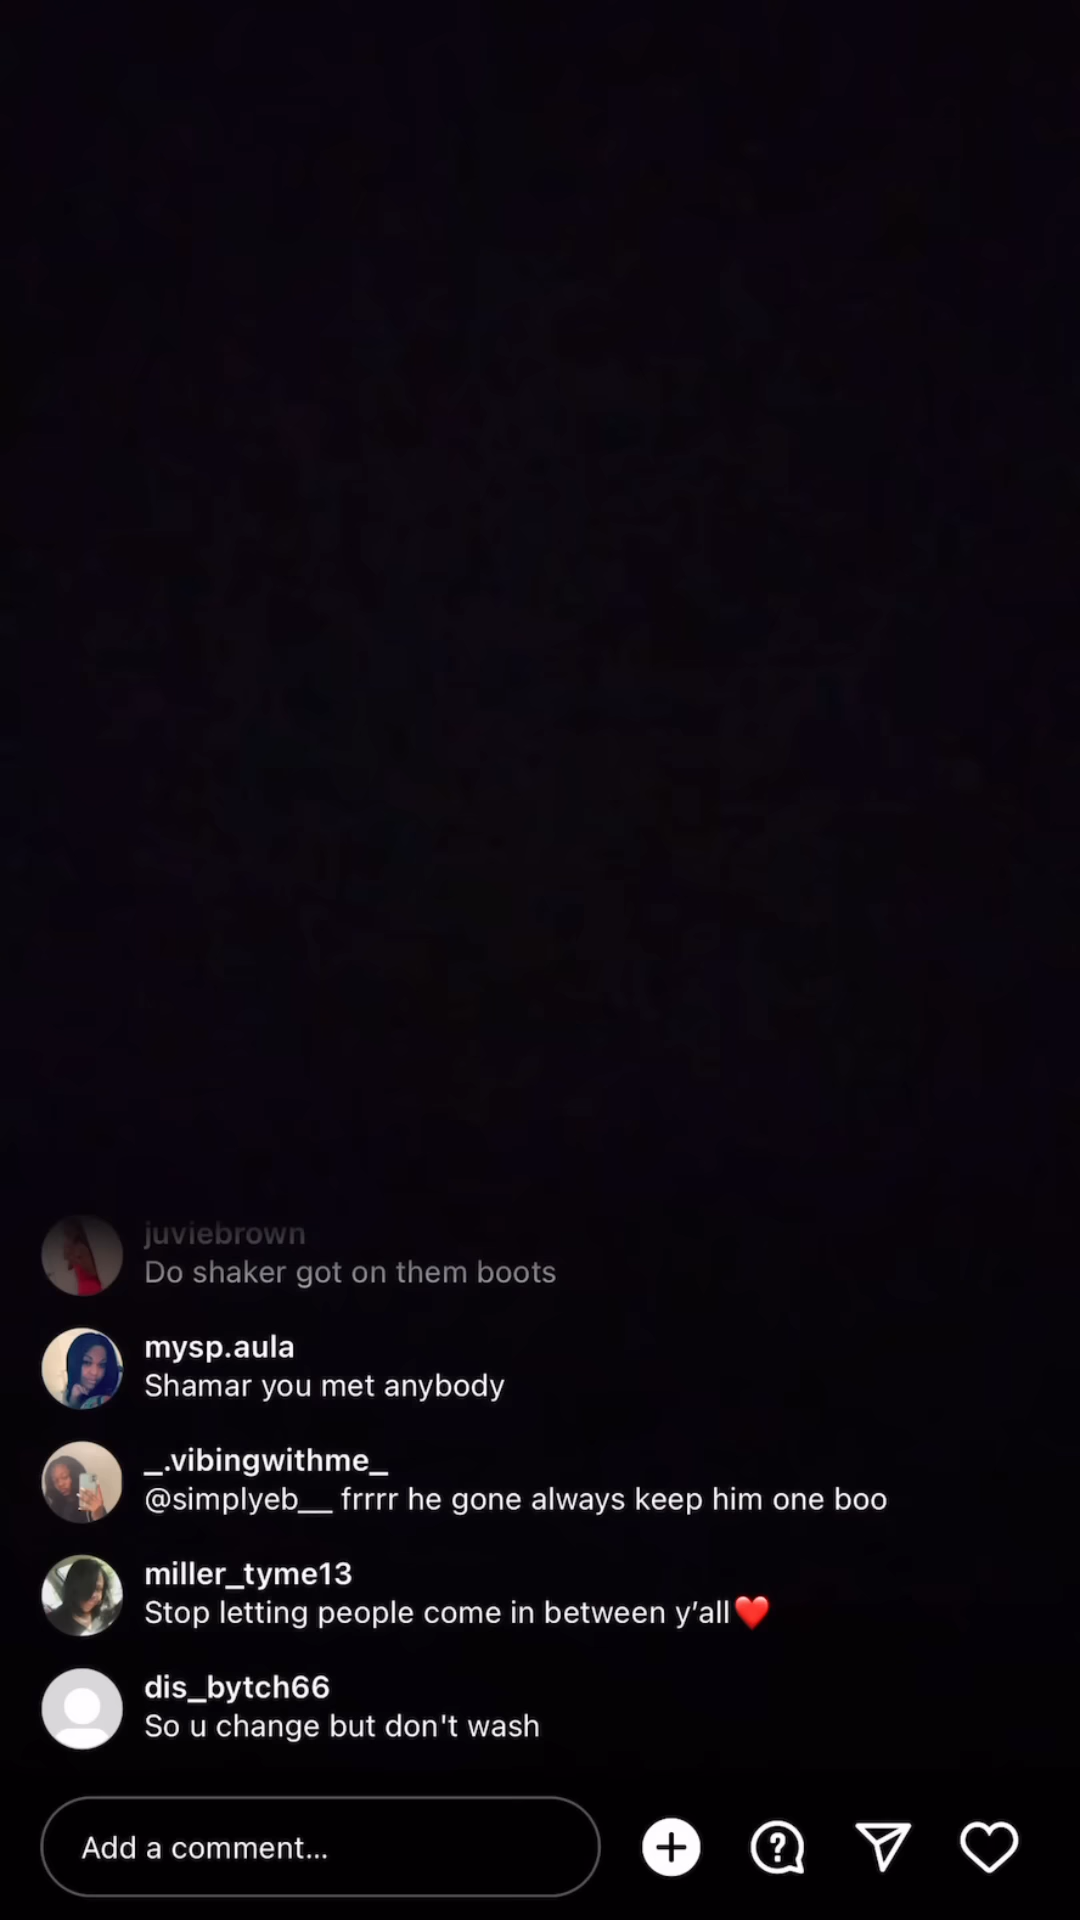 juviebrown
Do shaker got on them boots
mysp.aula
Shamar you met anybody
_.vibingwithme_
@simplyeb__ frrrr he gone always keep him one boo
miller_tyme13
Stop letting people come in between y’all❤️
dis_bytch66
So u change but don't wash
Add a comment...